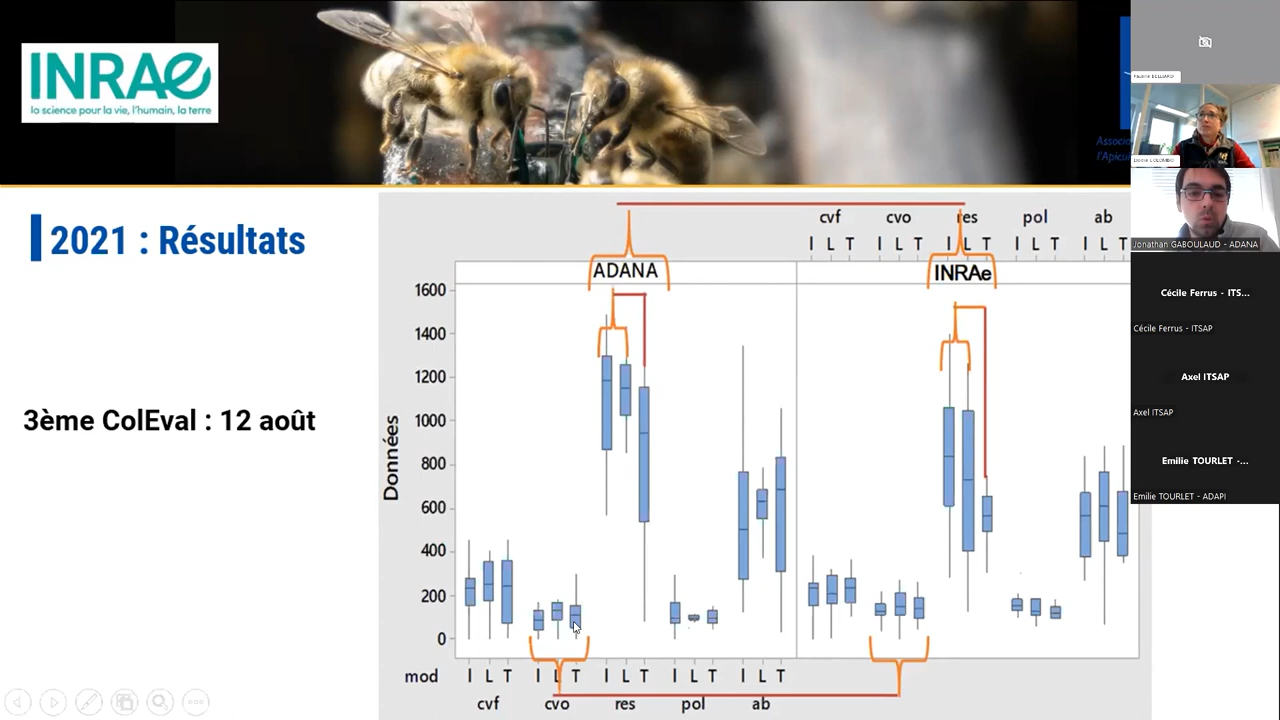 INRAe
la science pour la vie, l'humain, la terre
Associa
l'Apicu
2021 : Résultats
3ème ColEval : 12 août
cvf cvo res pol ab
I L T I L T I L T I L T I L T
ADANA INRAe
1600
1400
1200
1000
800
600
400
200
0
Données
mod I L T I L T I L T I L T I L T
cvf cvo res pol ab
Jonathan GABOULAUD - ADANA
Cécile Ferrus - ITS...
Cécile Ferrus - ITSAP
Axel ITSAP
Axel ITSAP
Emilie TOURLET -...
Emilie TOURLET - ADAPI